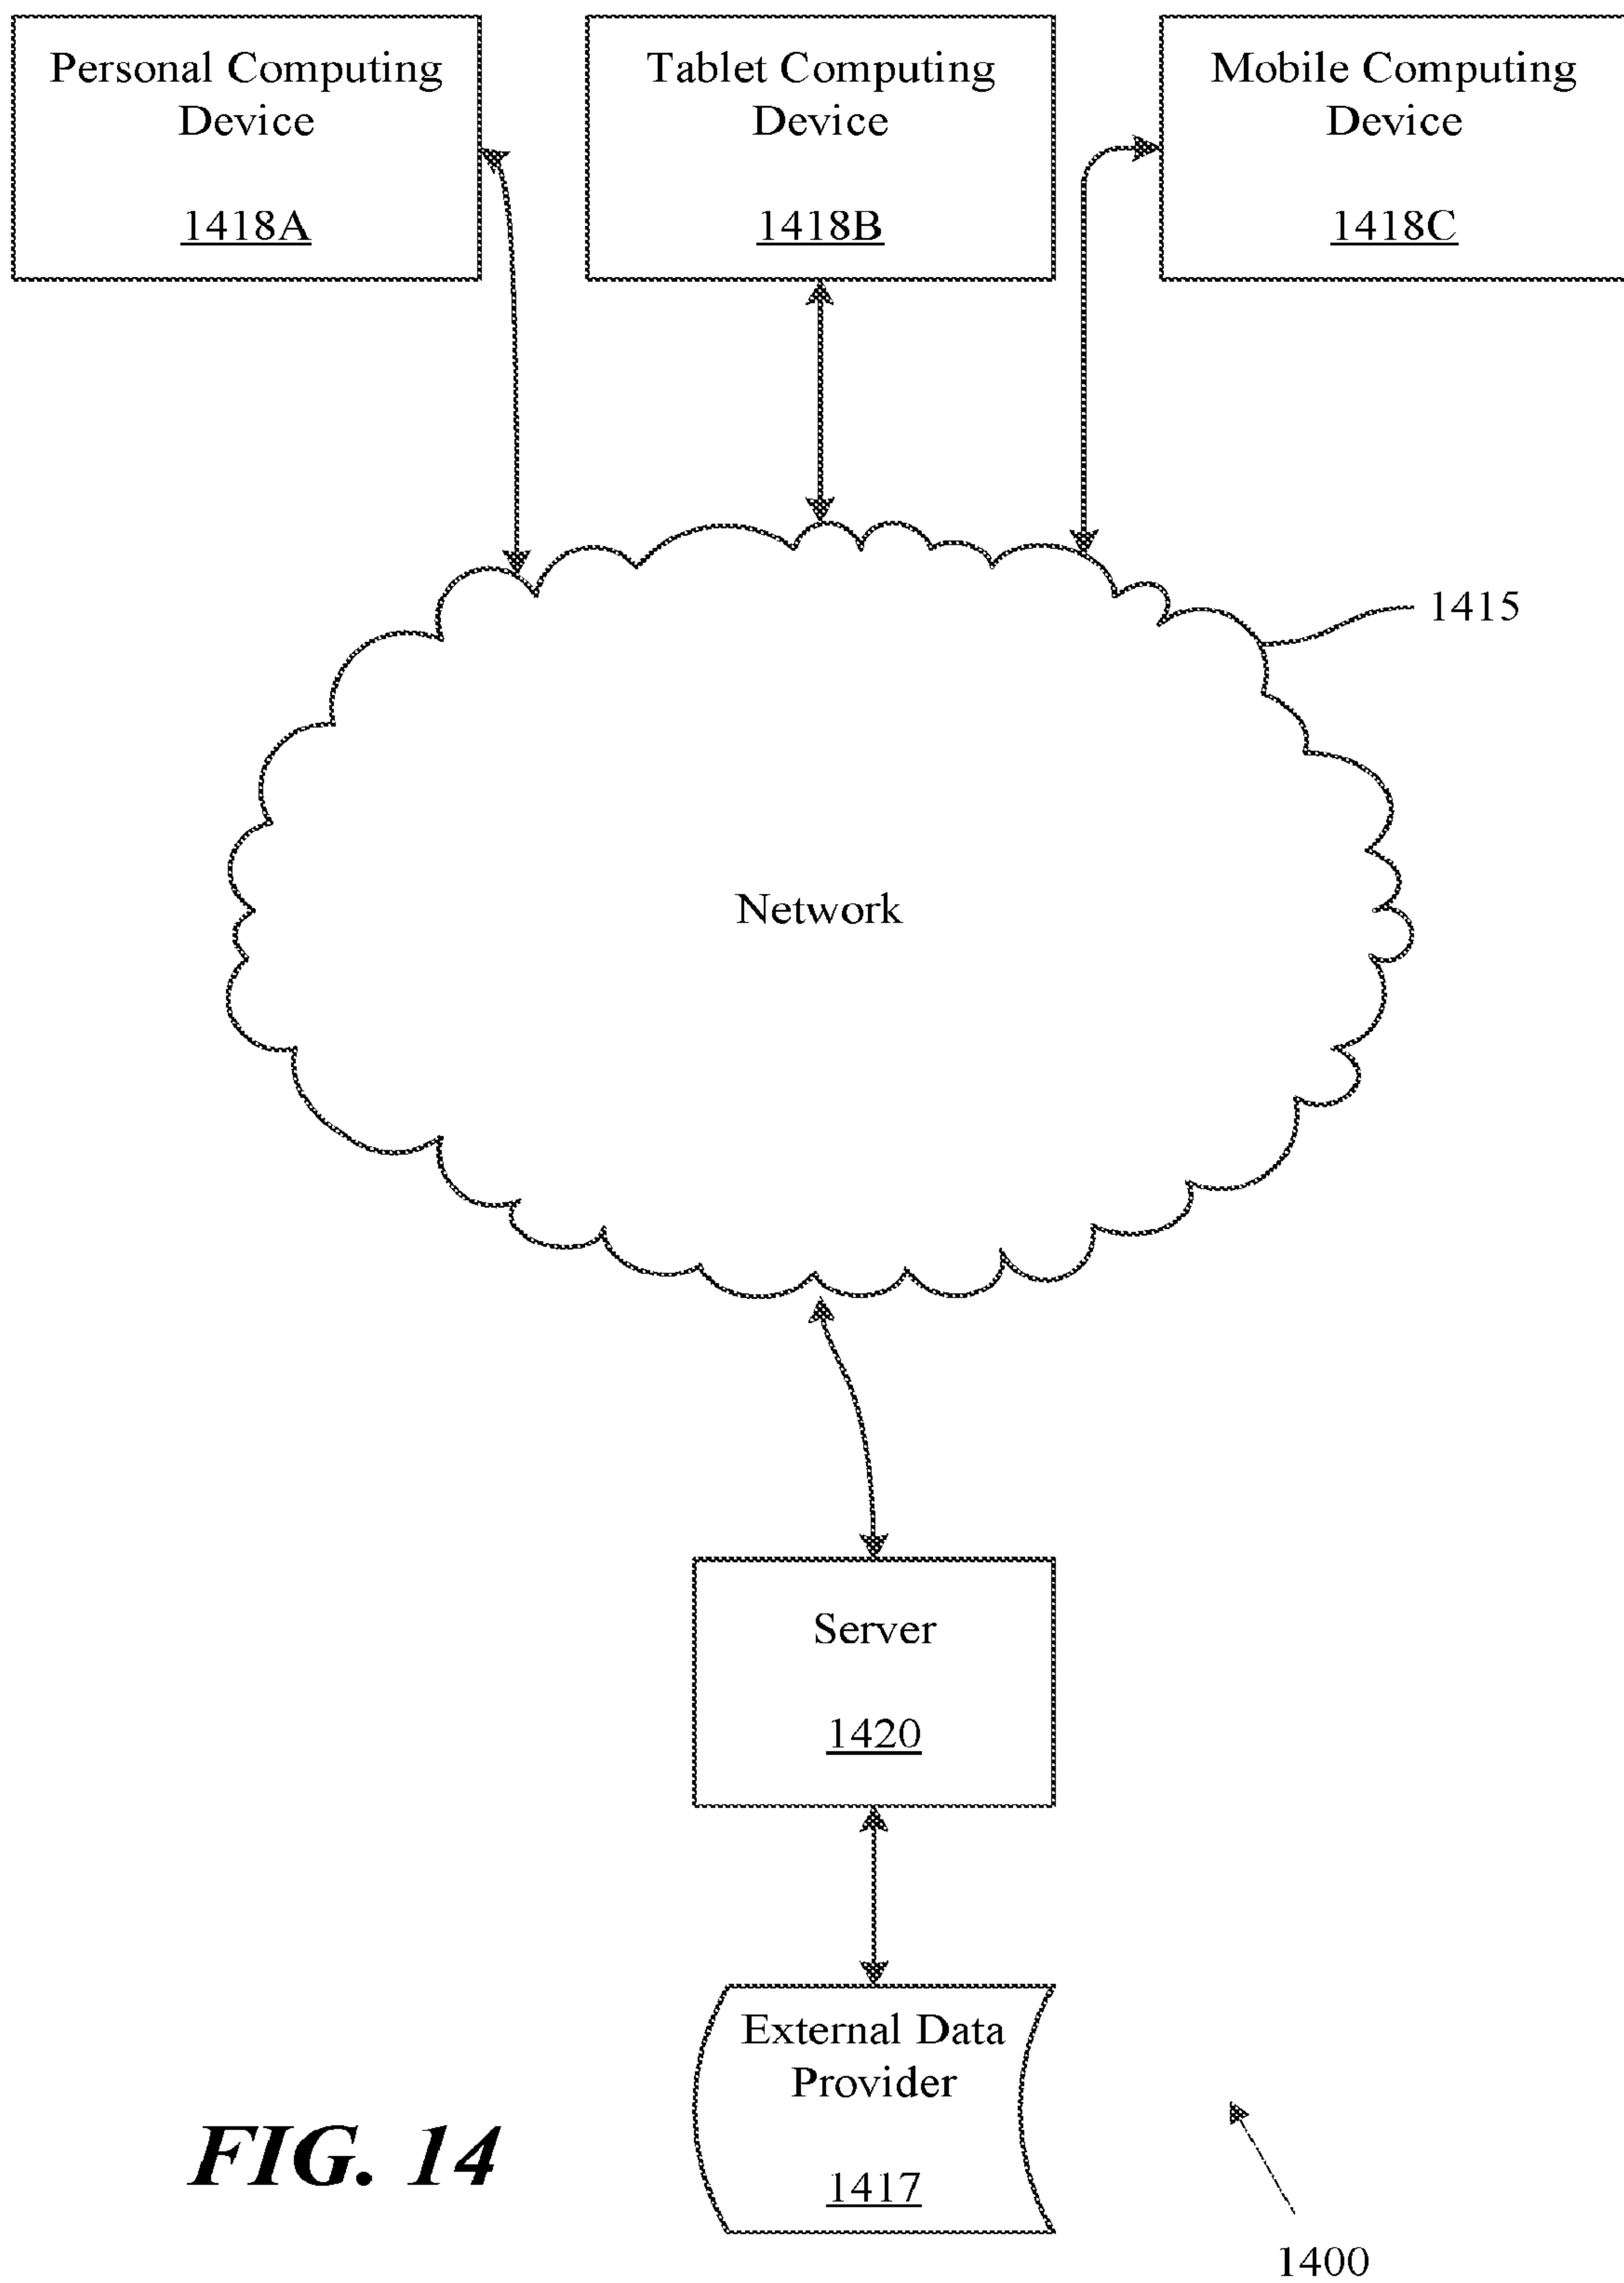 Personal Computing
Device
1418A
Tablet Computing
Device
1418B
Mobile Computing
Device
1418C
1415
Network
Server
1420
External Data
Provider
1417
FIG. 14
1400